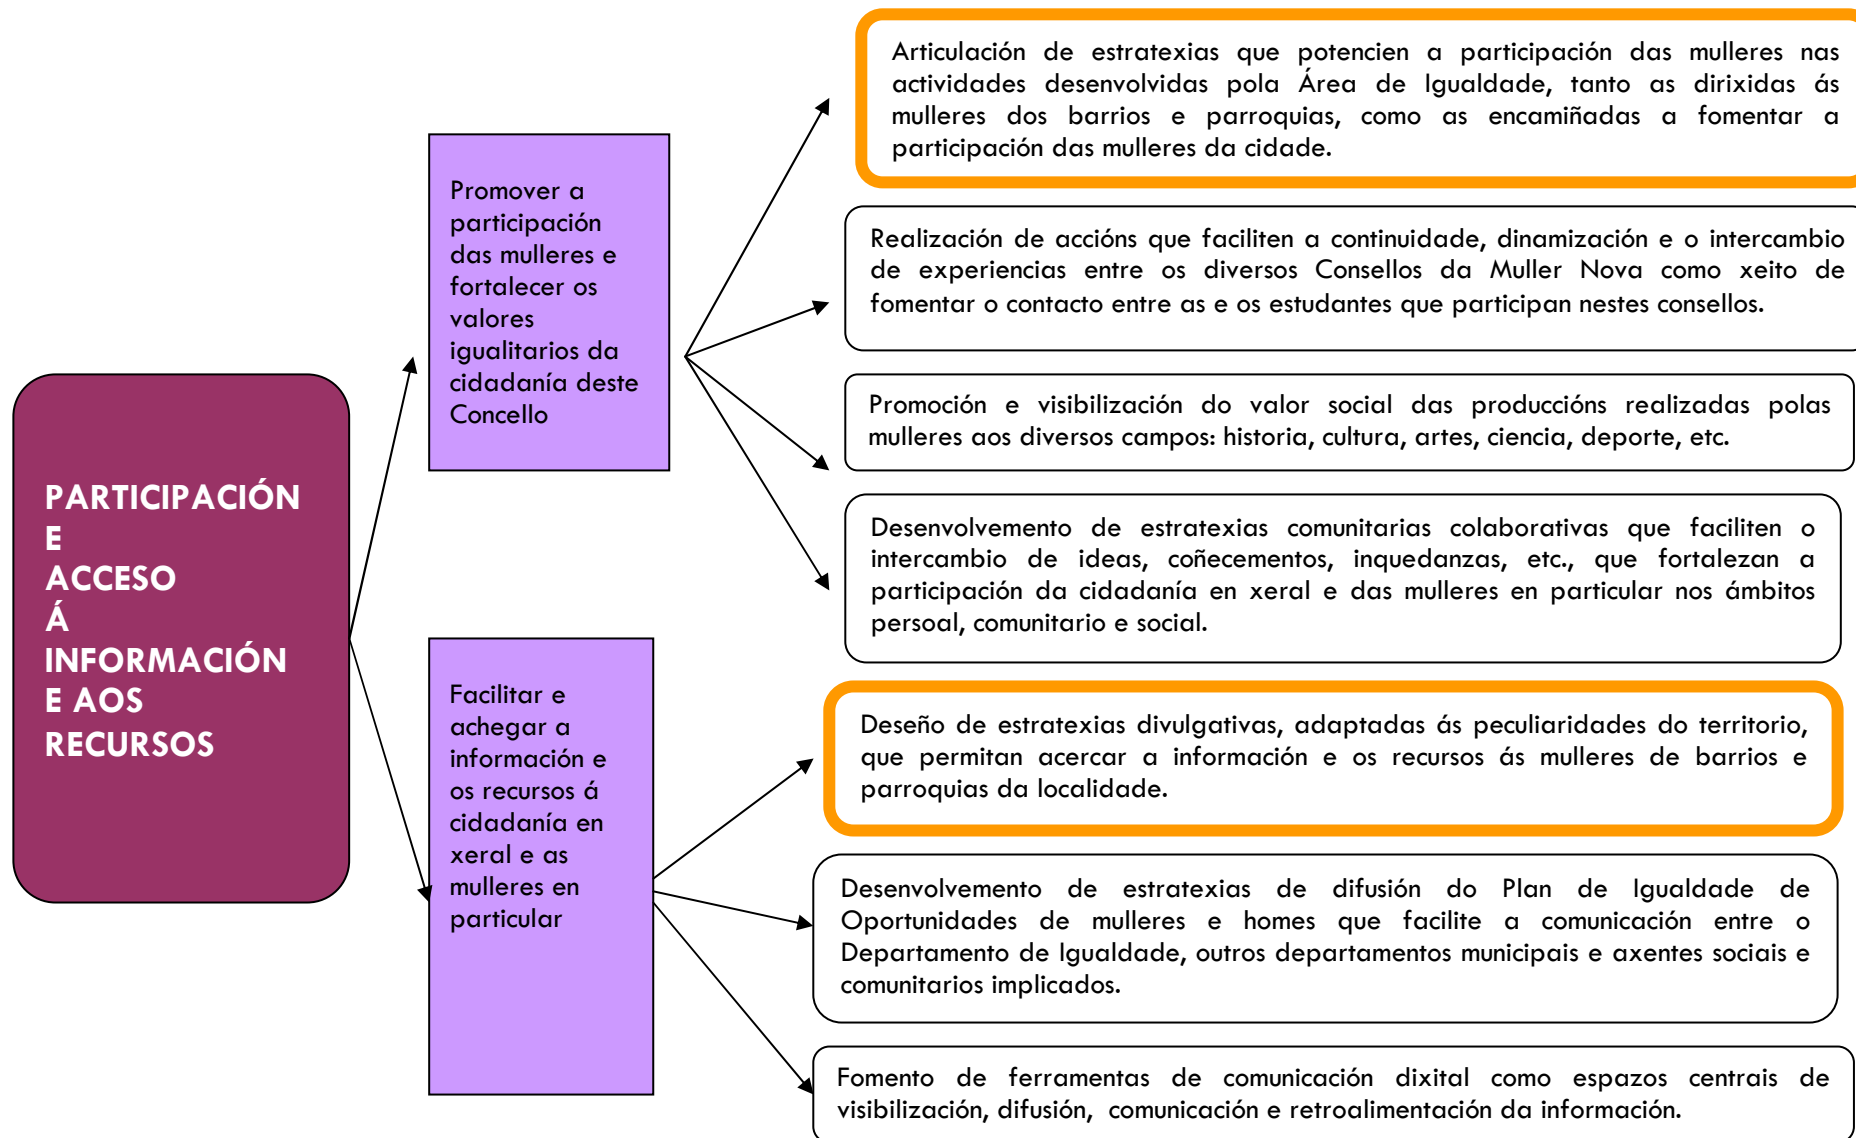 PARTICIPACIÓN
E
ACCESO
Á
INFORMACIÓN
E AOS
RECURSOS
Promover a
participación
das mulleres e
fortalecer os
valores
igualitarios da
cidadanía deste
Concello
Articulación de estratexias que potencien a participación das mulleres nas
actividades desenvolvidas pola Área de Igualdade, tanto as dirixidas ás
mulleres dos barrios e parroquias, como as encamiñadas a fomentar a
participación das mulleres da cidade.
Realización de accións que faciliten a continuidade, dinamización e o intercambio
de experiencias entre os diversos Consellos da Muller Nova como xeito de
fomentar o contacto entre as e os estudantes que participan nestes consellos.
Promoción e visibilización do valor social das produccións realizadas polas
mulleres aos diversos campos: historia, cultura, artes, ciencia, deporte, etc.
Desenvolvemento de estratexias comunitarias colaborativas que faciliten o
intercambio de ideas, coñecementos, inquedanzas, etc., que fortalezan a
participación da cidadanía en xeral e das mulleres en particular nos ámbitos
persoal, comunitario e social.
Facilitar e
achegar a
información e
os recursos á
cidadanía en
xeral e as
mulleres en
particular
Deseño de estratexias divulgativas, adaptadas ás peculiaridades do territorio,
que permitan acercar a información e os recursos ás mulleres de barrios e
parroquias da localidade.
Desenvolvemento de estratexias de difusión do Plan de Igualdade de
Oportunidades de mulleres e homes que facilite a comunicación entre o
Departamento de Igualdade, outros departamentos municipais e axentes sociais e
comunitarios implicados.
Fomento de ferramentas de comunicación dixital como espazos centrais de
visibilización, difusión, comunicación e retroalimentación da información.